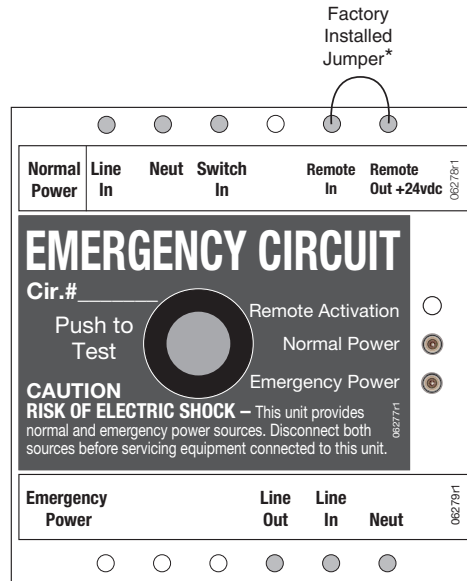 Factory
Installed
Jumper*
Normal Line Neut Switch Remote Remote
Power In In In Out +24vdc
06278r1
EMERGENCY CIRCUIT
Cir.#______
Push to
Test
Remote Activation
Normal Power
Emergency Power
CAUTION
RISK OF ELECTRIC SHOCK – This unit provides
normal and emergency power sources. Disconnect both
sources before servicing equipment connected to this unit.
06277r1
Emergency Line Line
Power Out In Neut
06279r1